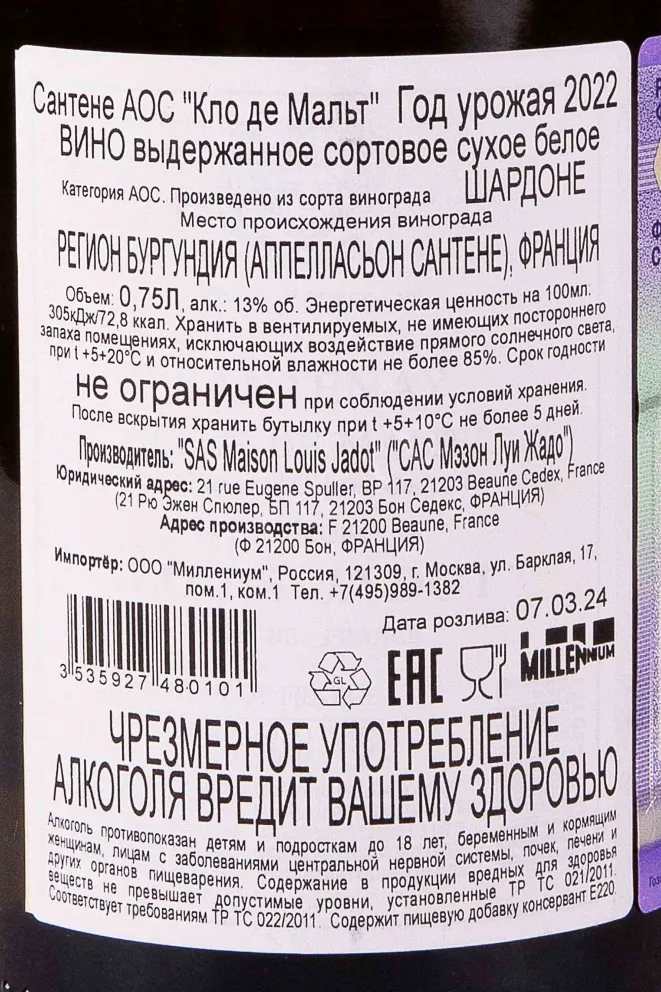 Сантене АОС "Кло де Мальт" Год урожая 2022
ВИНО выдержанное сортовое сухое белое
Категория АОС. Произведено из сорта винограда ШАРДОНЕ
Место происхождения винограда
РЕГИОН БУРГУНДИЯ (АППЕЛЛАСЬОН САНТЕНЕ), ФРАНЦИЯ
Объем: 0,75Л, алк.: 13% об. Энергетическая ценность на 100мл:
305кДж/72,8 ккал. Хранить в вентилируемых, не имеющих постороннего
запаха помещениях, исключающих воздействие прямого солнечного света,
при t +5+20°С и относительной влажности не более 85%. Срок годности
не ограничен при соблюдении условий хранения.
После вскрытия хранить бутылку при t +5+10°С не более 5 дней.
Производитель: "SAS Maison Louis Jadot" ("САС Мэзон Луи Жадо")
Юридический адрес: 21 rue Eugene Spuller, BP 117, 21203 Beaune Cedex, France
(21 Рю Эжен Спюлер, БП 117, 21203 Бон Седекс, ФРАНЦИЯ)
Адрес производства: F 21200 Beaune, France
(Ф 21200 Бон, ФРАНЦИЯ)
Импортёр: ООО "Миллениум", Россия, 121309, г. Москва, ул. Барклая, 17,
пом.1, ком.1 Тел. +7(495)989-1382
Дата розлива: 07.03.24
3 535927 480101
GL
EAC
MILLENNIUM
ЧРЕЗМЕРНОЕ УПОТРЕБЛЕНИЕ
АЛКОГОЛЯ ВРЕДИТ ВАШЕМУ ЗДОРОВЬЮ
Алкоголь противопоказан детям и подросткам до 18 лет, беременным и кормящим
женщинам, лицам с заболеваниями центральной нервной системы, почек, печени и
других органов пищеварения. Содержание в продукции вредных для здоровья
веществ не превышает допустимые уровни, установленные ТР ТС 021/2011.
Соответствует требованиям ТР ТС 022/2011. Содержит пищевую добавку консервант Е220.